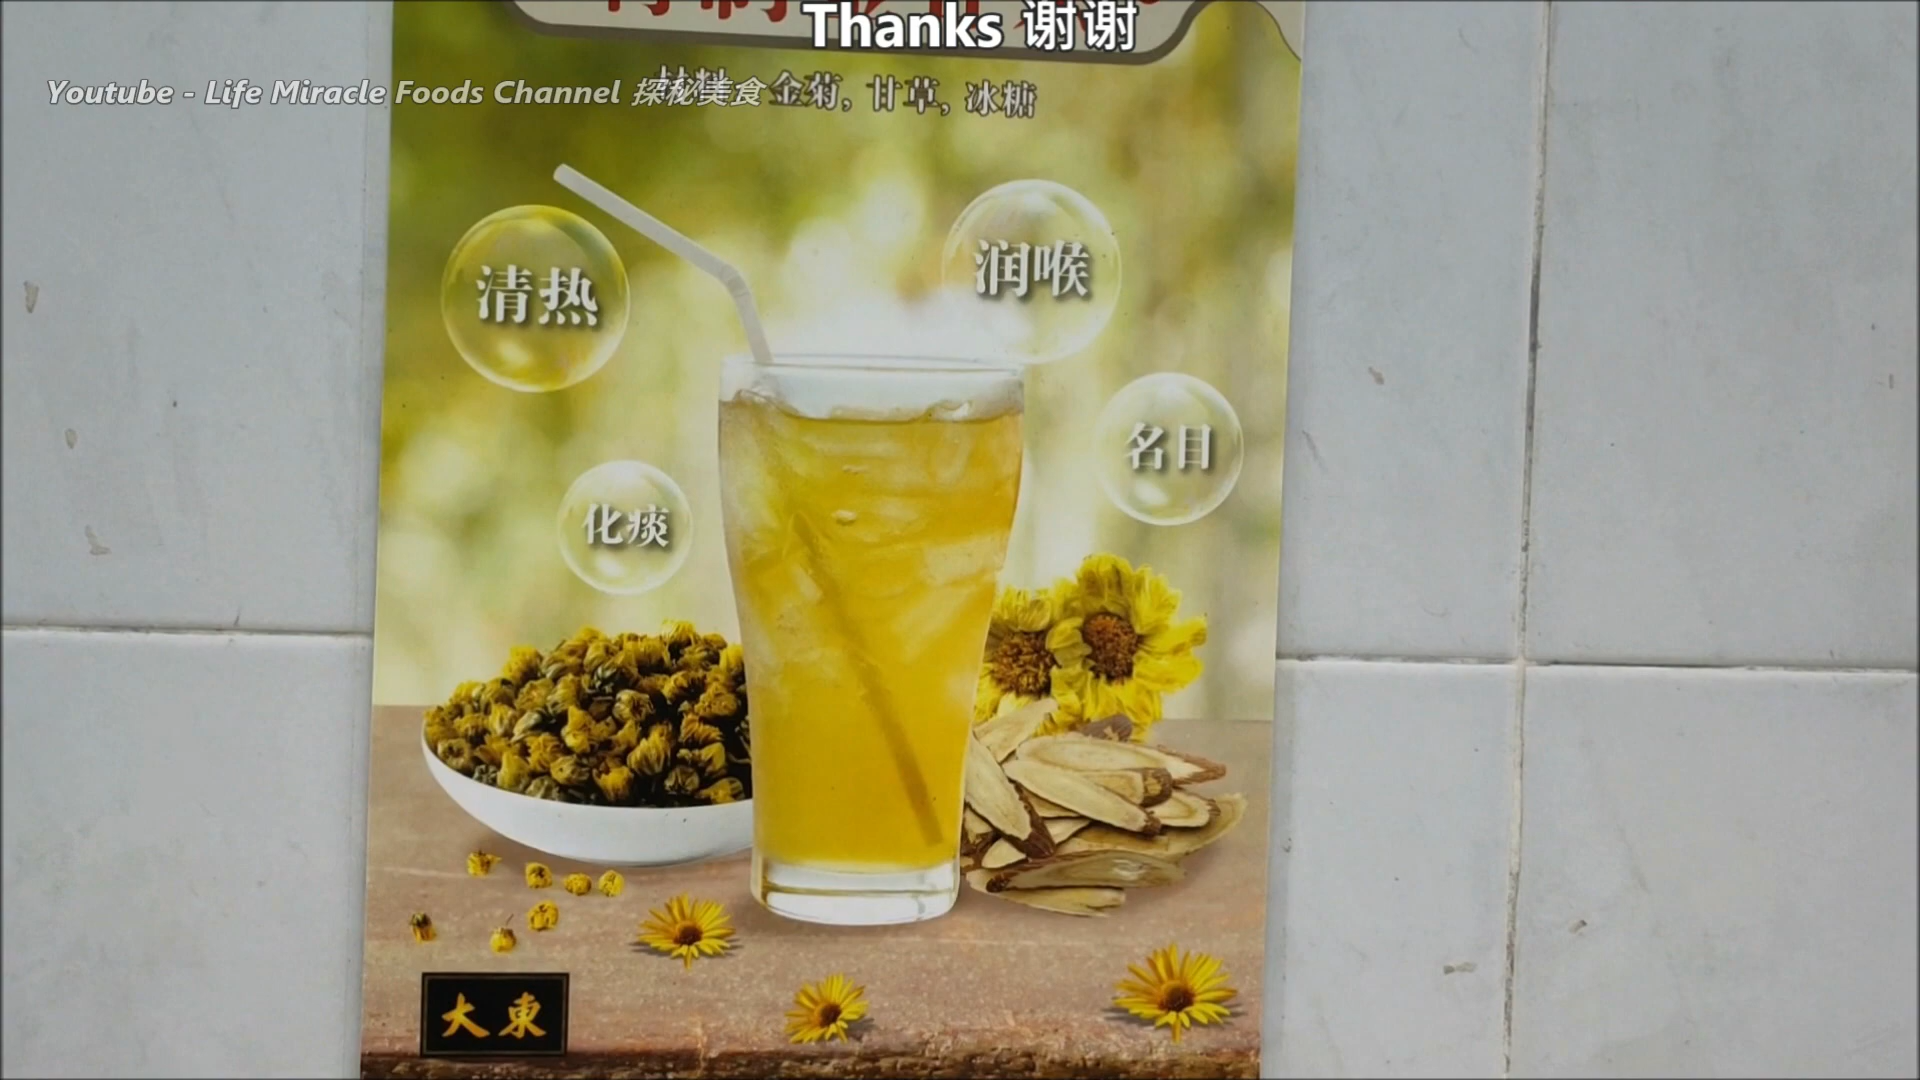 Thanks 谢谢
Youtube - Life Miracle Foods Channel 探秘美食
金菊, 甘草, 冰糖
清热
润喉
名目
化痰
大東